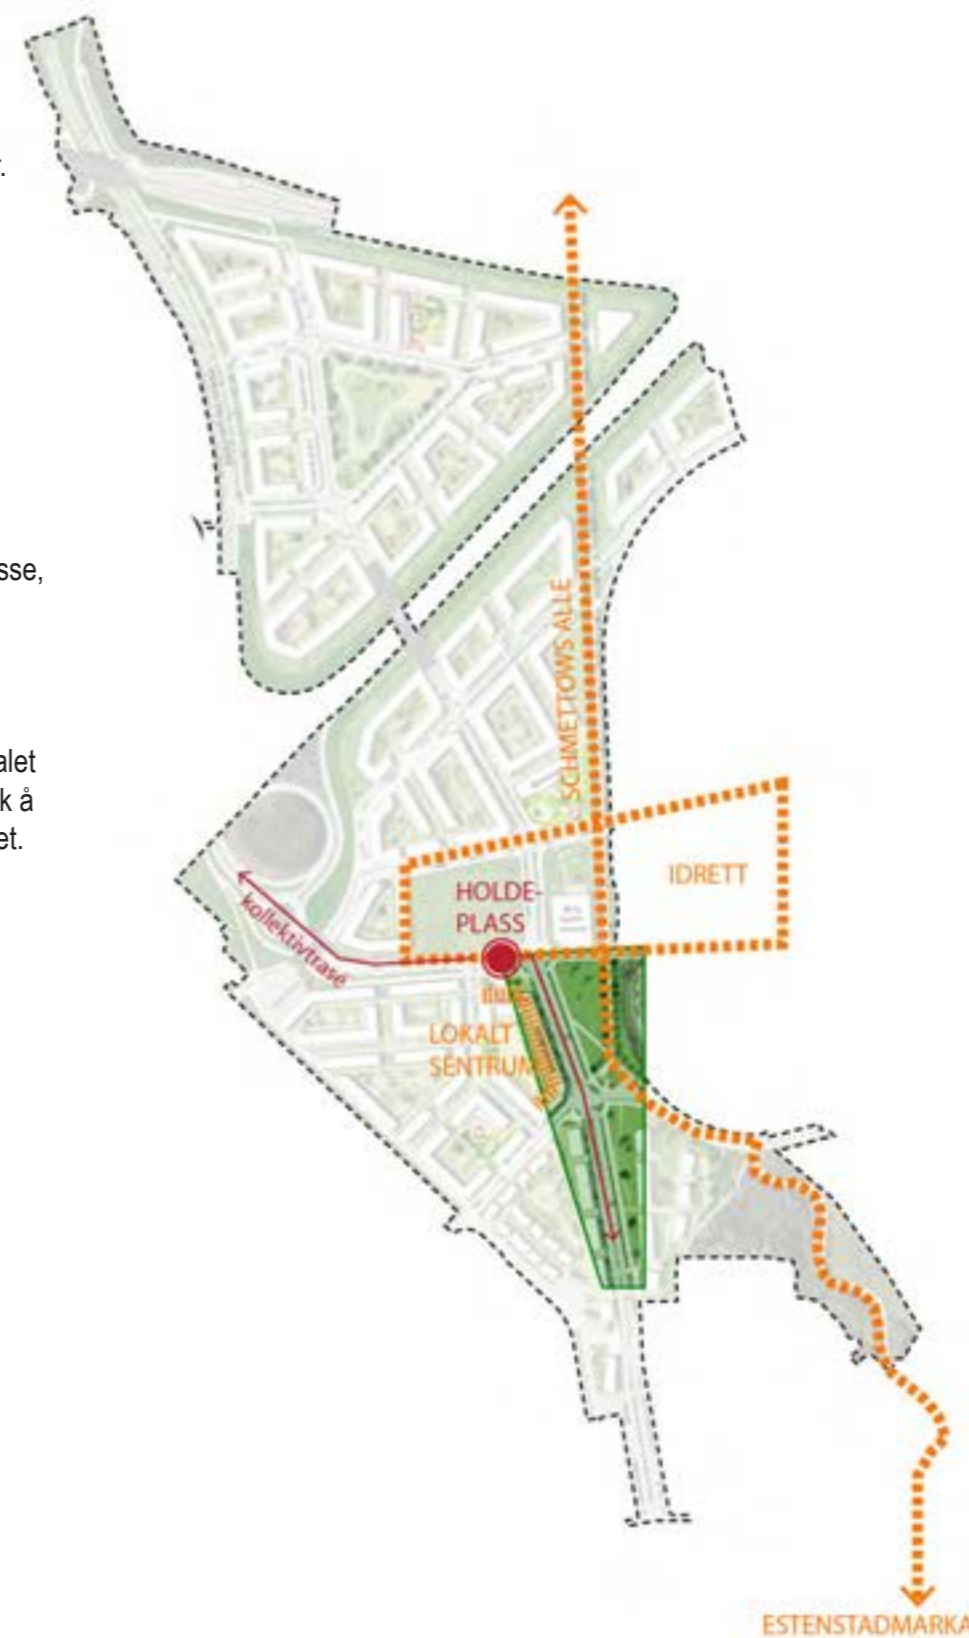 sse,
alet
k å
et.
SCHMETTOWS ALLE
IDRETT
HOLDE-
PLASS
kollektivtrase
LOKALT
SENTRUM
ESTENSTADMARKA